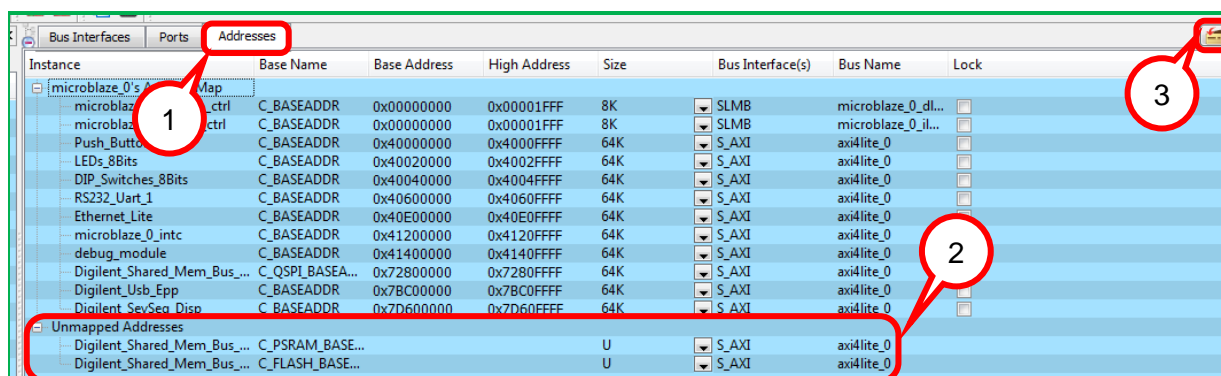 Bus Interfaces Ports Addresses
Instance Base Name Base Address High Address Size Bus Interface(s) Bus Name Lock
microblaze_0's A Map
microblaz _ctrl C_BASEADDR 0x00000000 0x00001FFF 8K SLMB microblaze_0_dl...
microblaz ctrl C_BASEADDR 0x00000000 0x00001FFF 8K SLMB microblaze_0_il...
Push_Butto C_BASEADDR 0x40000000 0x4000FFFF 64K S_AXI axi4lite_0
LEDs_8Bits C_BASEADDR 0x40020000 0x4002FFFF 64K S_AXI axi4lite_0
DIP_Switches_8Bits C_BASEADDR 0x40040000 0x4004FFFF 64K S_AXI axi4lite_0
RS232_Uart_1 C_BASEADDR 0x40600000 0x4060FFFF 64K S_AXI axi4lite_0
Ethernet_Lite C_BASEADDR 0x40E00000 0x40E0FFFF 64K S_AXI axi4lite_0
microblaze_0_intc C_BASEADDR 0x41200000 0x4120FFFF 64K S_AXI axi4lite_0
debug_module C_BASEADDR 0x41400000 0x4140FFFF 64K S_AXI axi4lite_0
Digilent_Shared_Mem_Bus_... C_QSPI_BASEA... 0x72800000 0x7280FFFF 64K S_AXI axi4lite_0
Digilent_Usb_Epp C_BASEADDR 0x7BC00000 0x7BC0FFFF 64K S_AXI axi4lite_0
Digilent_SevSeg_Disp C_BASEADDR 0x7D600000 0x7D60FFFF 64K S_AXI axi4lite_0
Unmapped Addresses
Digilent_Shared_Mem_Bus_... C_PSRAM_BASE... U S_AXI axi4lite_0
Digilent_Shared_Mem_Bus_... C_FLASH_BASE... U S_AXI axi4lite_0
1
2
3